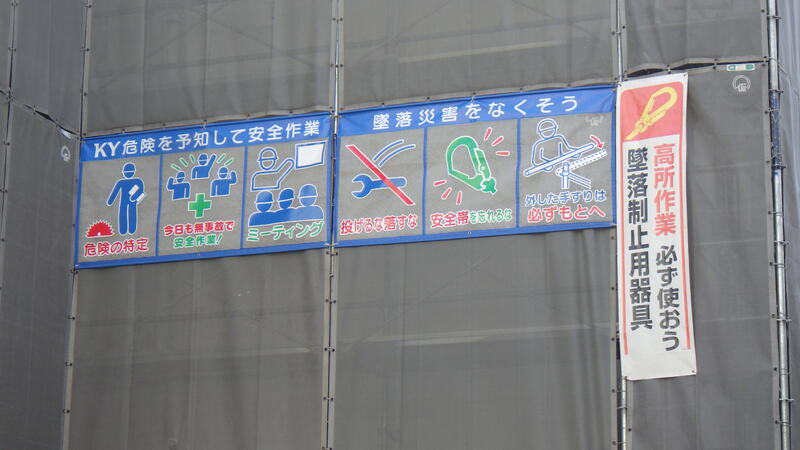 KY危険を予知して安全作業
危険の特定
今日も無事故で
安全作業!
ミーティング
墜落災害をなくそう
投げるな落すな
安全帯を忘れるな
外した手すりは
必ずもとへ
高所作業 必ず使おう
墜落制止用器具